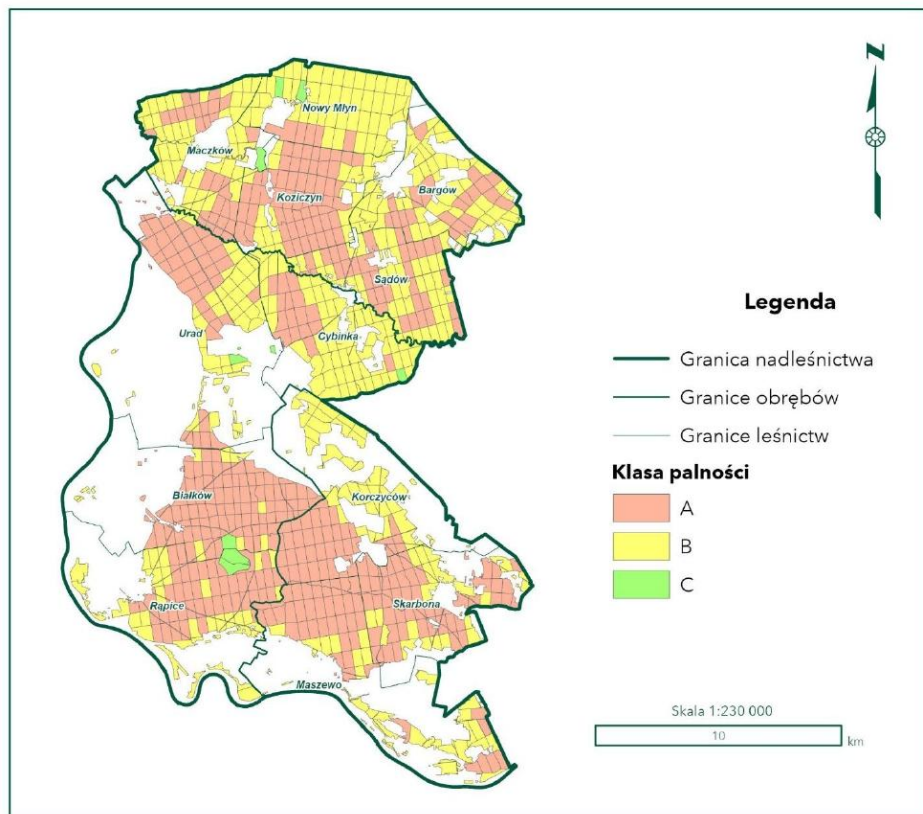 N
Nowy Młyn
Maczków
Bargów
Koziczyn
Sądów
Urad
Cybinka
Białków
Korczyców
Rąpice
Skarbona
Maszewo
Legenda
Granica nadleśnictwa
Granice obrębów
Granice leśnictw
Klasa palności
A
B
C
Skala 1:230 000
10
km